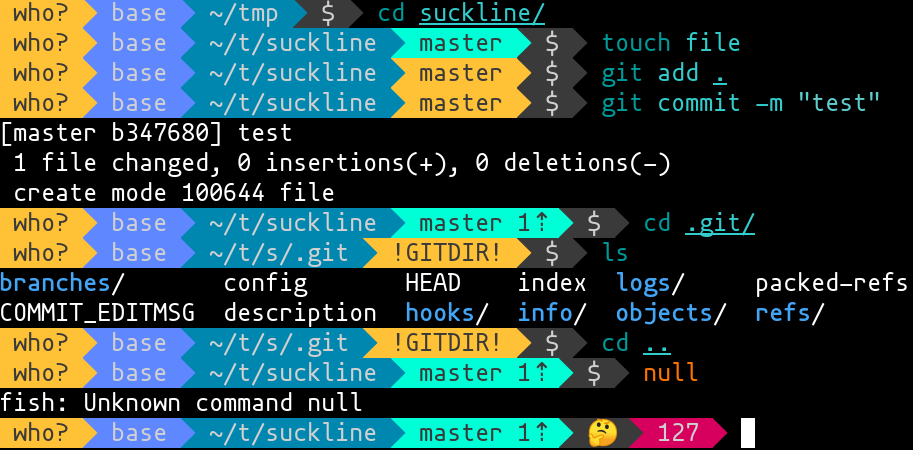 who? base ~/tmp $ cd suckline/
who? base ~/t/suckline master $ touch file
who? base ~/t/suckline master $ git add .
who? base ~/t/suckline master $ git commit -m "test"
[master b347680] test
1 file changed, 0 insertions(+), 0 deletions(-)
create mode 100644 file
who? base ~/t/suckline master 1⇡ $ cd .git/
who? base ~/t/s/.git !GITDIR! $ ls
branches/ config HEAD index logs/ packed-refs
COMMIT_EDITMSG description hooks/ info/ objects/ refs/
who? base ~/t/s/.git !GITDIR! $ cd ..
who? base ~/t/suckline master 1⇡ $ null
fish: Unknown command null
who? base ~/t/suckline master 1⇡ 🤔 127